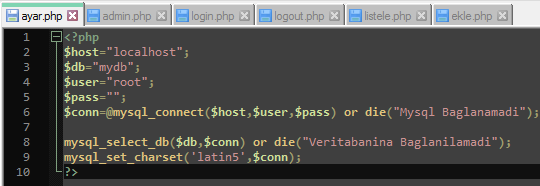 ayar.php admin.php login.php logout.php listele.php ekle.php
1 <?php
2 $host="localhost";
3 $db="mydb";
4 $user="root";
5 $pass="";
6 $conn=@mysql_connect($host,$user,$pass) or die("Mysql Baglanamadi");
7
8 mysql_select_db($db,$conn) or die("Veritabanina Baglanilamadi");
9 mysql_set_charset('latin5',$conn);
10 ?>